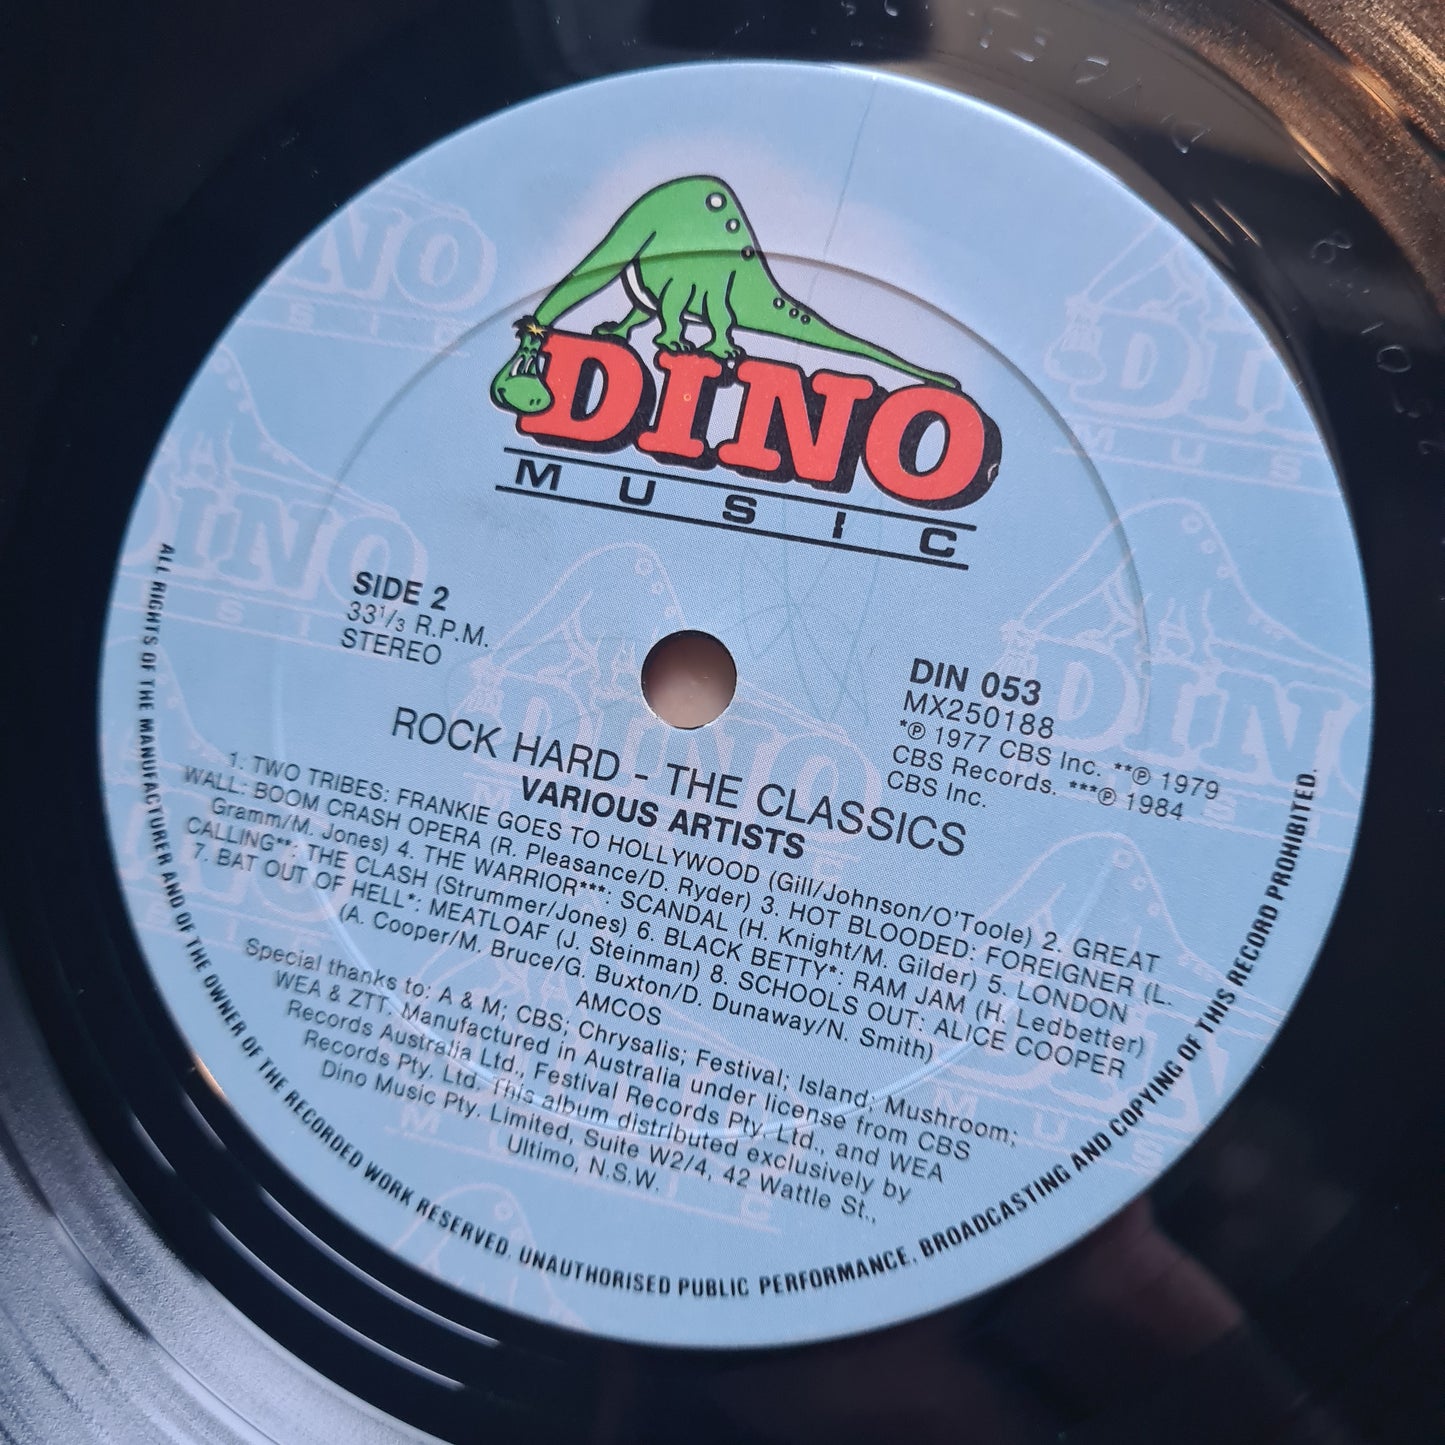 DINO
MUSIC
SIDE 2
33 1/3 R.P.M.
STEREO
DIN 053
MX250188
*℗ 1977 CBS Inc. **℗ 1979
CBS Records. ***℗ 1984
CBS Inc.
ROCK HARD - THE CLASSICS
VARIOUS ARTISTS
1. TWO TRIBES: FRANKIE GOES TO HOLLYWOOD (Gill/Johnson/O'Toole) 2. GREAT
WALL: BOOM CRASH OPERA (R. Pleasance/D. Ryder) 3. HOT BLOODED: FOREIGNER (L.
Gramm/M. Jones) 4. THE WARRIOR***: SCANDAL (H. Knight/M. Gilder) 5. LONDON
CALLING**: THE CLASH (Strummer/Jones) 6. BLACK BETTY*: RAM JAM (H. Ledbetter)
7. BAT OUT OF HELL*: MEATLOAF (J. Steinman) 8. SCHOOLS OUT: ALICE COOPER
(A. Cooper/M. Bruce/G. Buxton/D. Dunaway/N. Smith)
AMCOS
Special thanks to: A & M; CBS; Chrysalis; Festival; Island; Mushroom;
WEA & ZTT. Manufactured in Australia under license from CBS
Records Australia Ltd., Festival Records Pty. Ltd., and WEA
Records Pty. Ltd. This album distributed exclusively by
Dino Music Pty. Limited, Suite W2/4, 42 Wattle St.,
Ultimo, N.S.W.
ALL RIGHTS OF THE MANUFACTURER AND OF THE OWNER OF THE RECORDED WORK RESERVED. UNAUTHORISED PUBLIC PERFORMANCE, BROADCASTING AND COPYING OF THIS RECORD PROHIBITED.